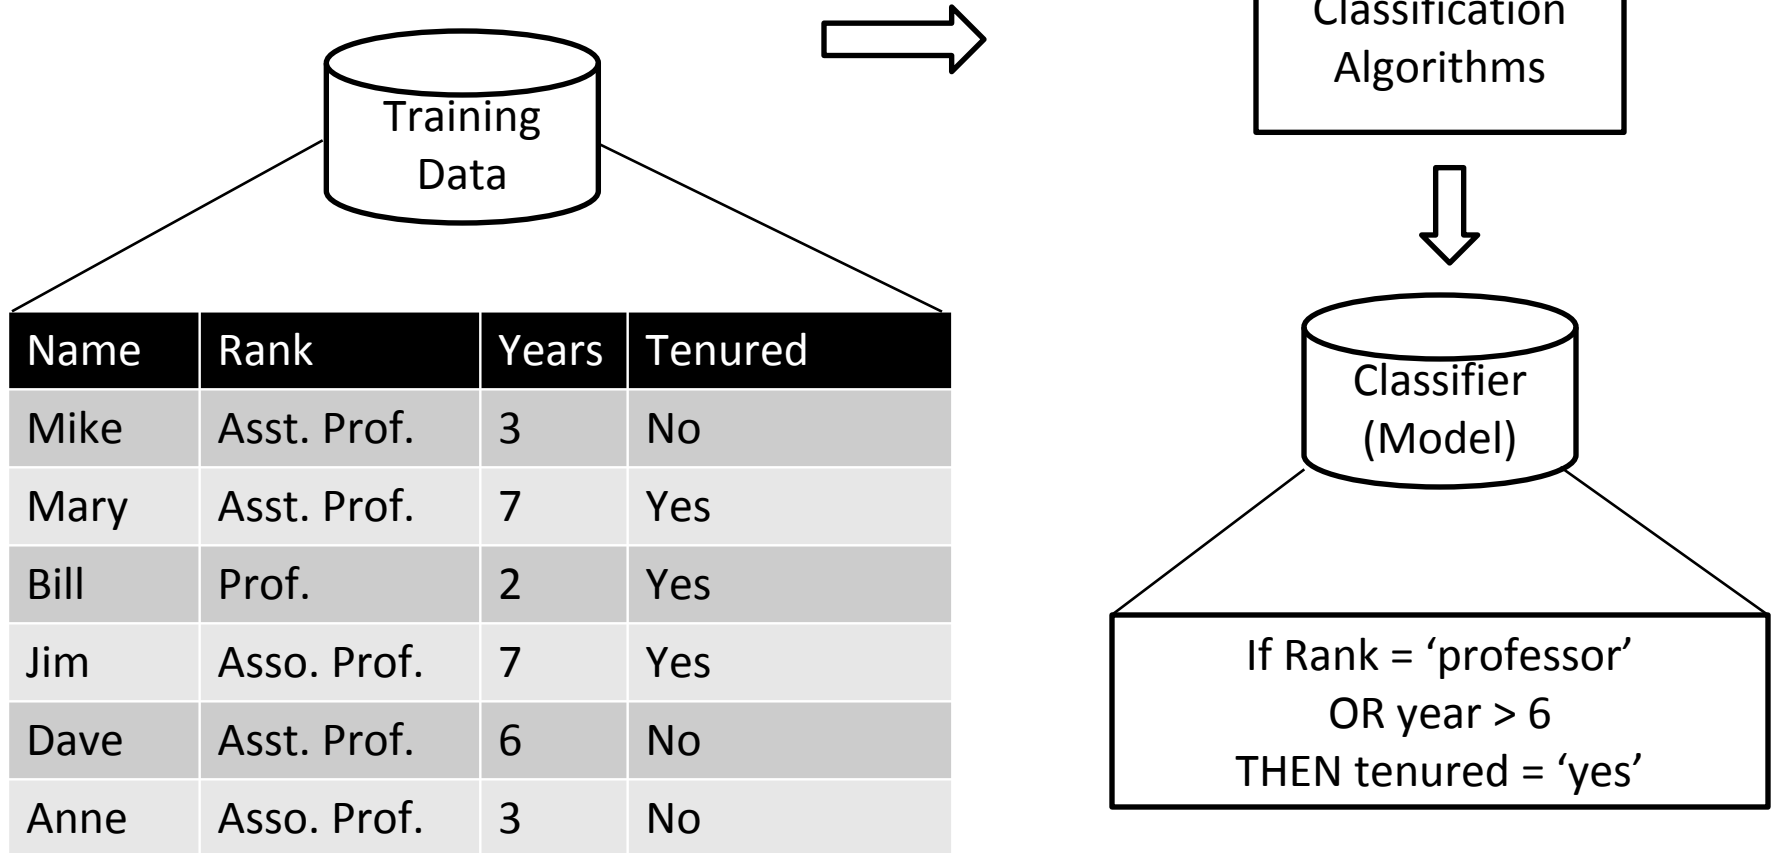 Classification
Algorithms
Training
Data
Name Rank Years Tenured
Mike Asst. Prof. 3 No
Mary Asst. Prof. 7 Yes
Bill Prof. 2 Yes
Jim Asso. Prof. 7 Yes
Dave Asst. Prof. 6 No
Anne Asso. Prof. 3 No
Classifier
(Model)
If Rank = ‘professor’
OR year > 6
THEN tenured = ‘yes’